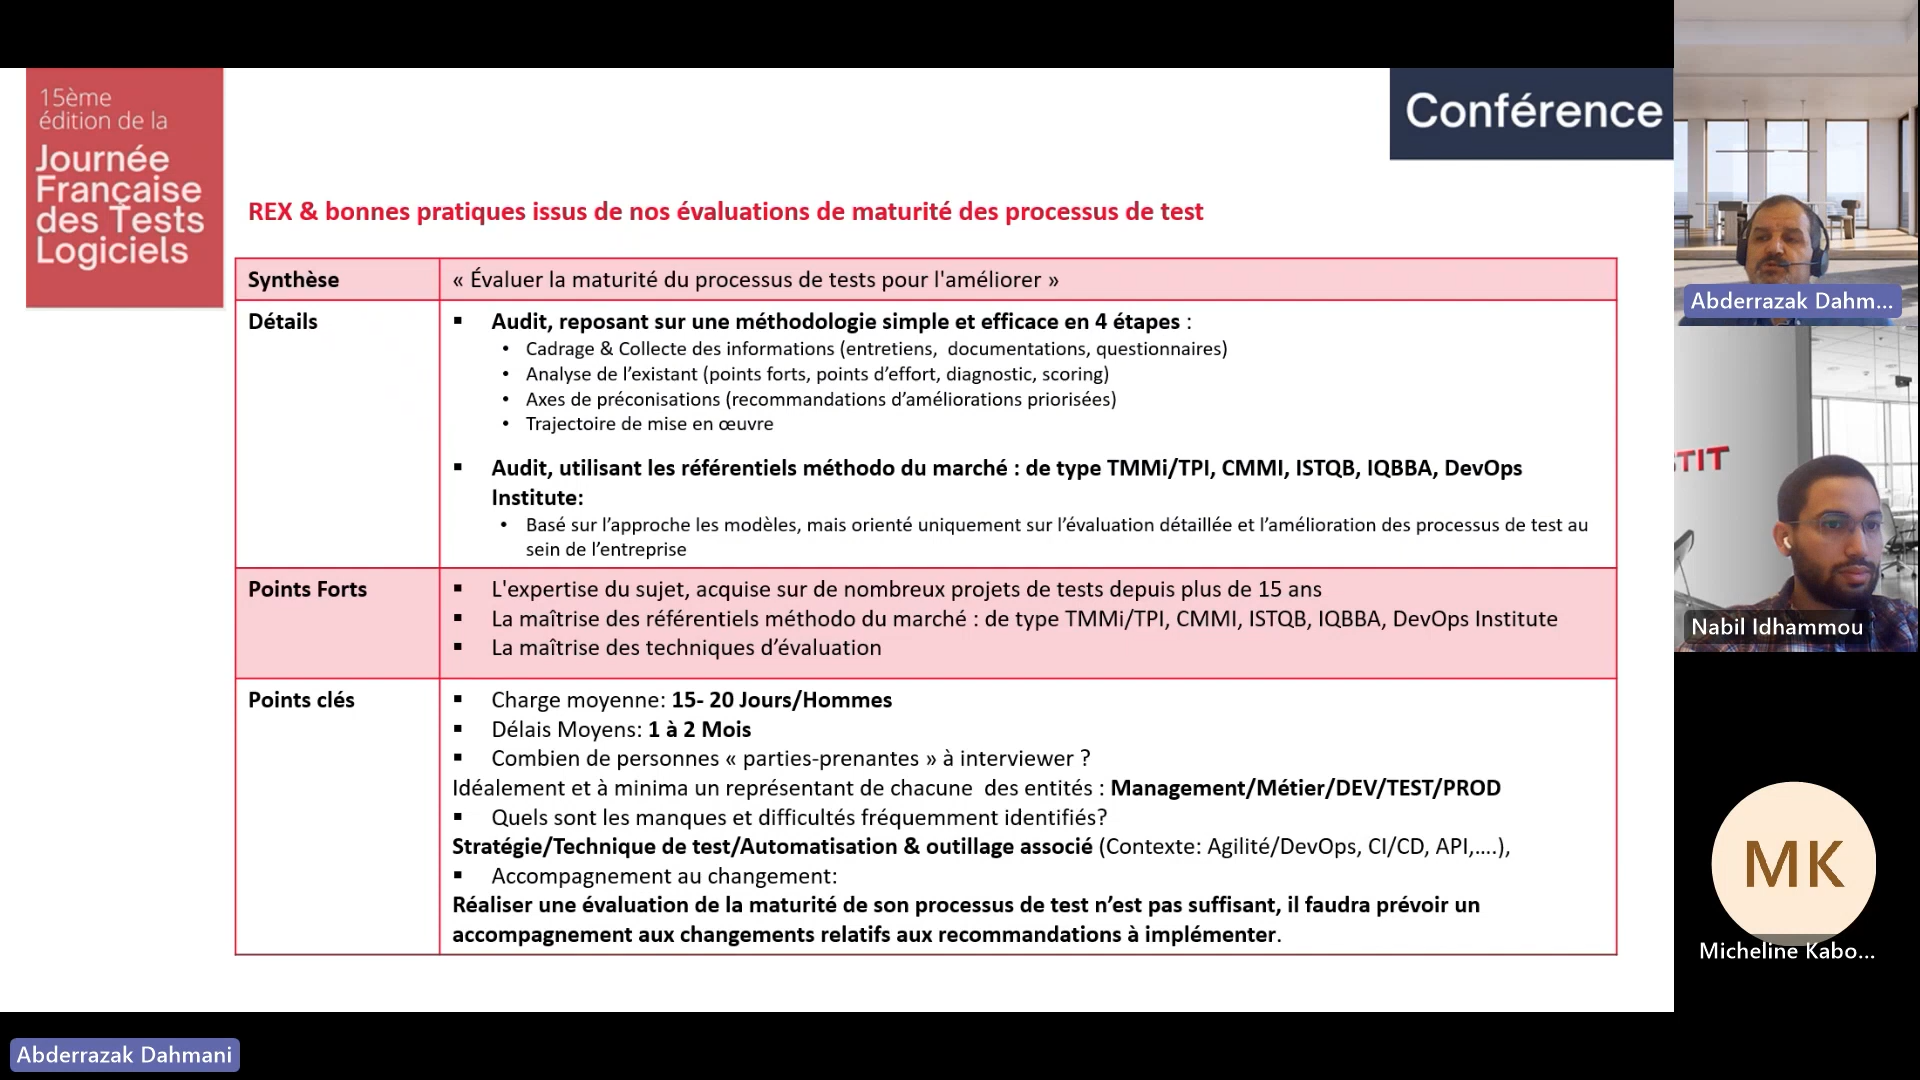 15ème
édition de la
Journée
Française
des Tests
Logiciels
Conférence
REX & bonnes pratiques issus de nos évaluations de maturité des processus de test
Synthèse
« Évaluer la maturité du processus de tests pour l'améliorer »
Détails
▪ Audit, reposant sur une méthodologie simple et efficace en 4 étapes :
• Cadrage & Collecte des informations (entretiens, documentations, questionnaires)
• Analyse de l’existant (points forts, points d’effort, diagnostic, scoring)
• Axes de préconisations (recommandations d’améliorations priorisées)
• Trajectoire de mise en œuvre
▪ Audit, utilisant les référentiels méthodo du marché : de type TMMi/TPI, CMMI, ISTQB, IQBBA, DevOps
Institute:
• Basé sur l’approche les modèles, mais orienté uniquement sur l’évaluation détaillée et l’amélioration des processus de test au
sein de l’entreprise
Points Forts
▪ L'expertise du sujet, acquise sur de nombreux projets de tests depuis plus de 15 ans
▪ La maîtrise des référentiels méthodo du marché : de type TMMi/TPI, CMMI, ISTQB, IQBBA, DevOps Institute
▪ La maîtrise des techniques d’évaluation
Points clés
▪ Charge moyenne: 15- 20 Jours/Hommes
▪ Délais Moyens: 1 à 2 Mois
▪ Combien de personnes « parties-prenantes » à interviewer ?
Idéalement et à minima un représentant de chacune des entités : Management/Métier/DEV/TEST/PROD
▪ Quels sont les manques et difficultés fréquemment identifiés?
Stratégie/Technique de test/Automatisation & outillage associé (Contexte: Agilité/DevOps, CI/CD, API,....),
▪ Accompagnement au changement:
Réaliser une évaluation de la maturité de son processus de test n’est pas suffisant, il faudra prévoir un
accompagnement aux changements relatifs aux recommandations à implémenter.
Abderrazak Dahm...
TIT
Nabil Idhammou
MK
Micheline Kabo...
Abderrazak Dahmani